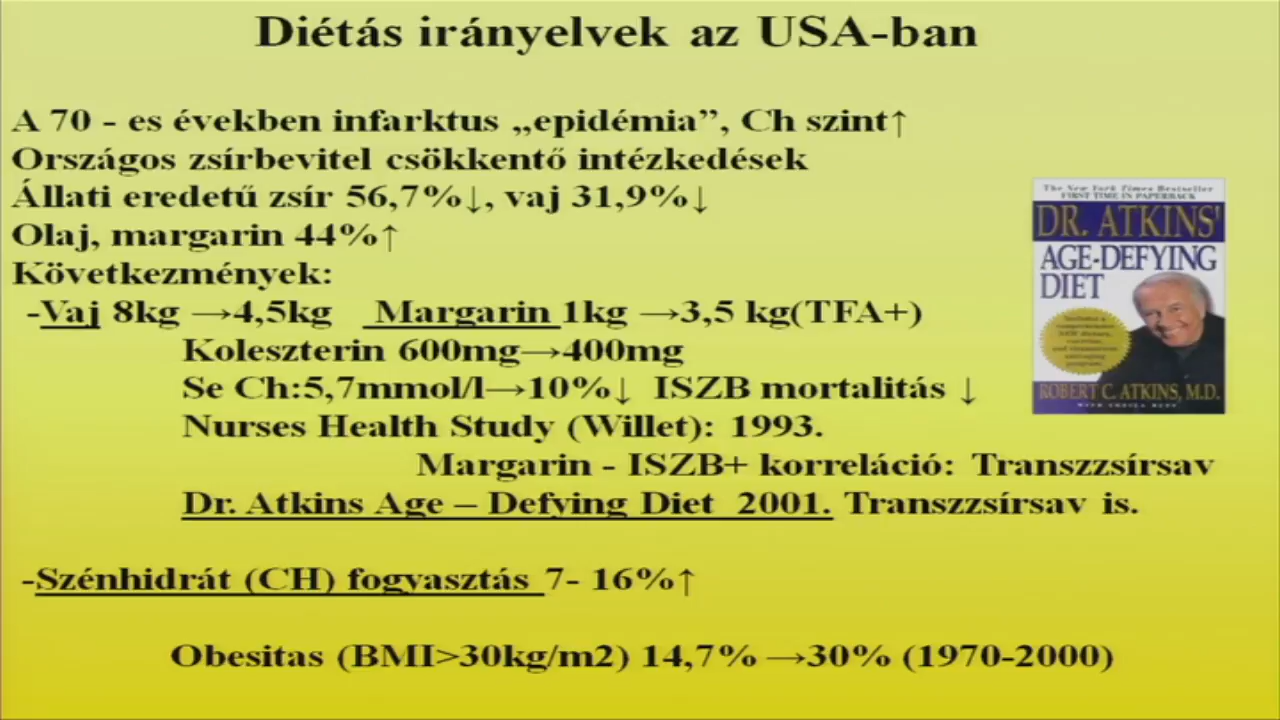 Diétás irányelvek az USA-ban
A 70 - es években infarktus „epidémia”, Ch szint↑
Országos zsírbevitel csökkentő intézkedések
Állati eredetű zsír 56,7%↓, vaj 31,9%↓
Olaj, margarin 44%↑
Következmények:
-Vaj 8kg →4,5kg Margarin 1kg →3,5 kg(TFA+)
Koleszterin 600mg→400mg
Se Ch:5,7mmol/l→10%↓ ISZB mortalitás ↓
Nurses Health Study (Willet): 1993.
Margarin - ISZB+ korreláció: Transzzsírsav
Dr. Atkins Age – Defying Diet 2001. Transzzsírsav is.
-Szénhidrát (CH) fogyasztás 7- 16%↑
Obesitas (BMI>30kg/m2) 14,7% →30% (1970-2000)
The New York Times Bestseller
FIRST TIME IN PAPERBACK
DR. ATKINS'
AGE-DEFYING
DIET
ROBERT C. ATKINS, M.D.